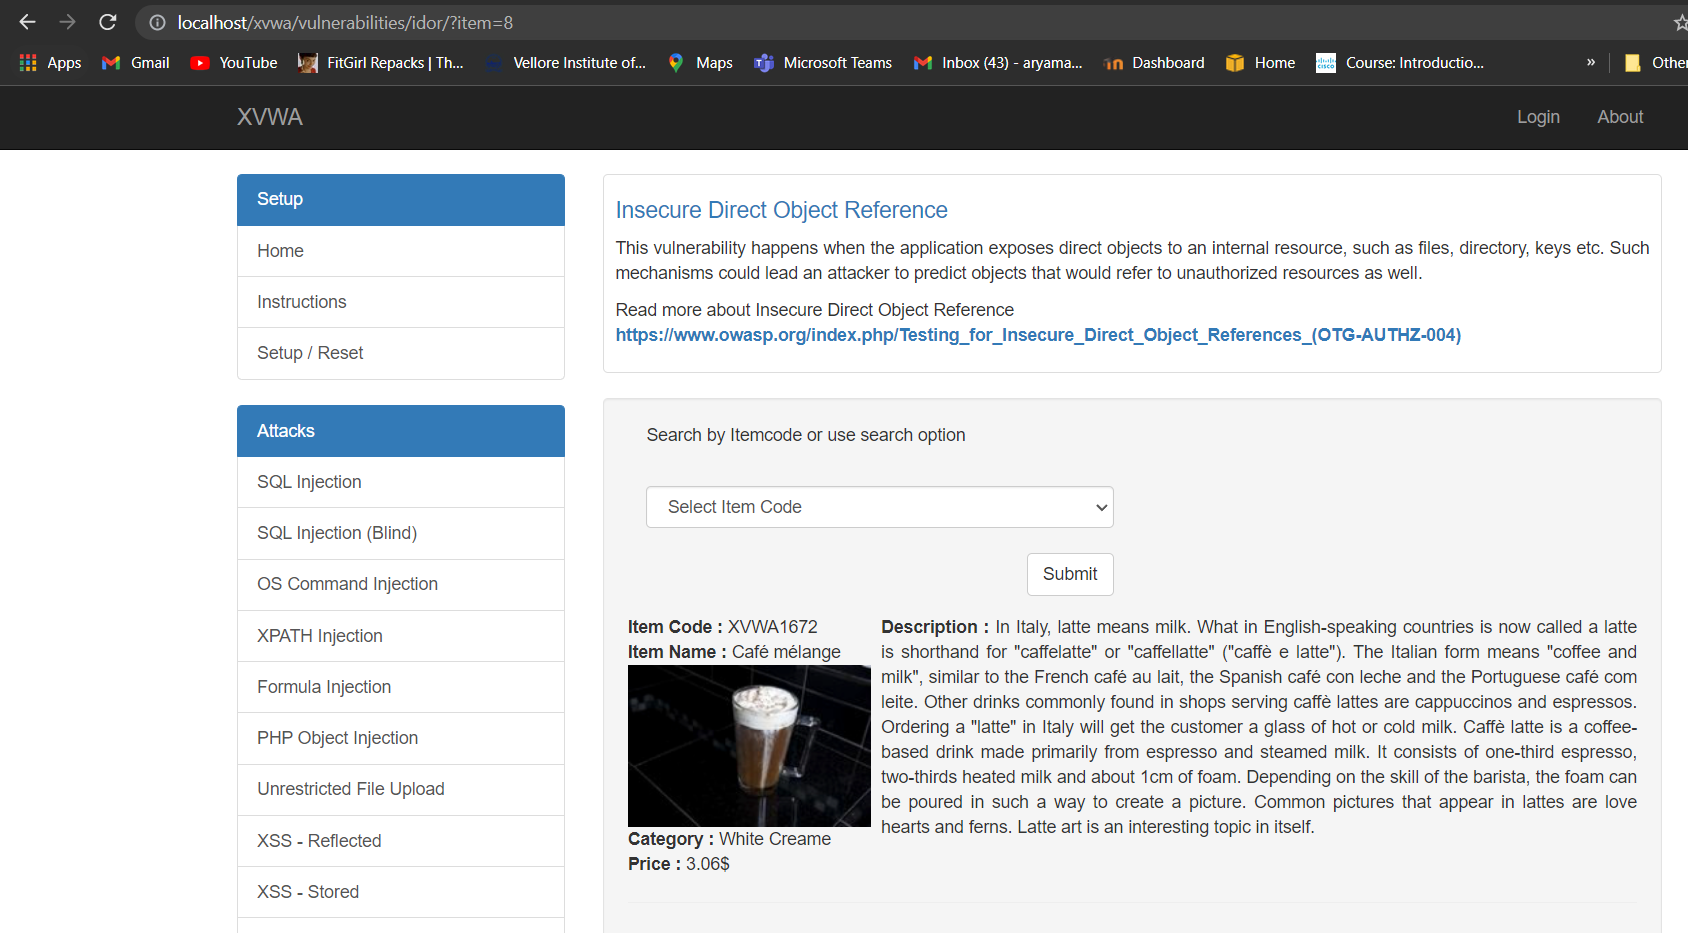 localhost/xvwa/vulnerabilities/idor/?item=8
Apps Gmail YouTube FitGirl Repacks | Th... Vellore Institute of... Maps Microsoft Teams Inbox (43) - aryama... Dashboard Home Course: Introductio... » Other
XVWA Login About
Setup
Home
Instructions
Setup / Reset
Attacks
SQL Injection
SQL Injection (Blind)
OS Command Injection
XPATH Injection
Formula Injection
PHP Object Injection
Unrestricted File Upload
XSS - Reflected
XSS - Stored
Insecure Direct Object Reference
This vulnerability happens when the application exposes direct objects to an internal resource, such as files, directory, keys etc. Such
mechanisms could lead an attacker to predict objects that would refer to unauthorized resources as well.
Read more about Insecure Direct Object Reference
https://www.owasp.org/index.php/Testing_for_Insecure_Direct_Object_References_(OTG-AUTHZ-004)
Search by Itemcode or use search option
Select Item Code
Submit
Item Code : XVWA1672
Item Name : Café mélange
Category : White Creame
Price : 3.06$
Description : In Italy, latte means milk. What in English-speaking countries is now called a latte
is shorthand for "caffelatte" or "caffellatte" ("caffè e latte"). The Italian form means "coffee and
milk", similar to the French café au lait, the Spanish café con leche and the Portuguese café com
leite. Other drinks commonly found in shops serving caffè lattes are cappuccinos and espressos.
Ordering a "latte" in Italy will get the customer a glass of hot or cold milk. Caffè latte is a coffee-
based drink made primarily from espresso and steamed milk. It consists of one-third espresso,
two-thirds heated milk and about 1cm of foam. Depending on the skill of the barista, the foam can
be poured in such a way to create a picture. Common pictures that appear in lattes are love
hearts and ferns. Latte art is an interesting topic in itself.